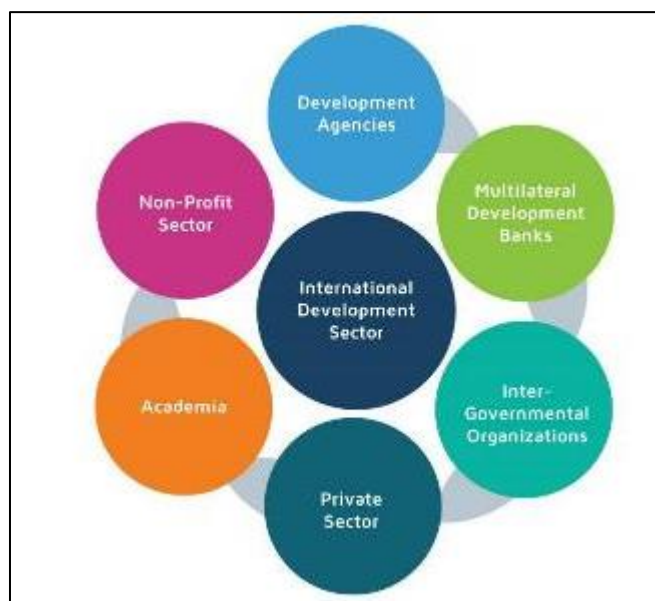 Development
Agencies
Multilateral
Development
Banks
Inter-
Governmental
Organizations
Private
Sector
Academia
Non-Profit
Sector
International
Development
Sector